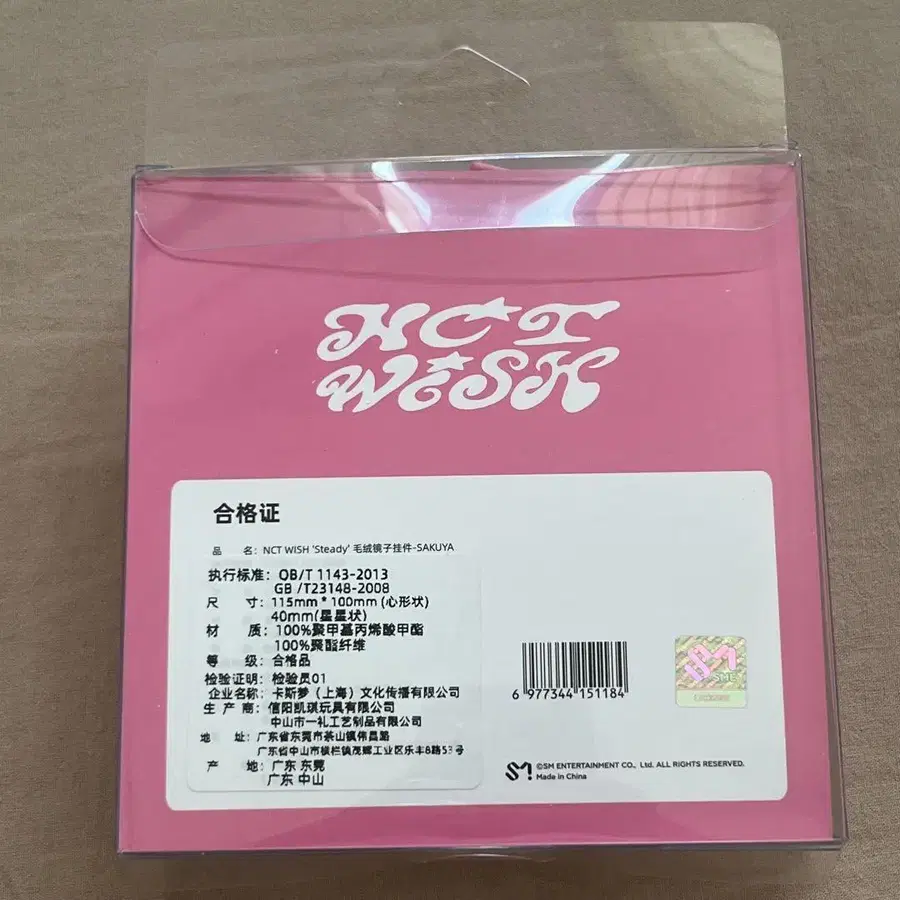 NCT
WiSH
合格证
品 名：NCT WISH 'Steady' 毛绒镜子挂件-SAKUYA
执行标准：QB/T 1143-2013
GB /T23148-2008
尺 寸：115mm * 100mm (心形状)
40mm(星星状)
材 质：100%聚甲基丙烯酸甲酯
100%聚酯纤维
等 级：合格品
检验证明：检验员01
企业名称：卡斯梦（上海）文化传播有限公司
生 产 商：信阳凯琪玩具有限公司
中山市一礼工艺制品有限公司
地 址：广东省东莞市茶山镇伟昌路
广东省中山市横栏镇茂辉工业区乐丰8路53号
产 地：广东 东莞
广东 中山
6 977344 151184
SM
SME
SM
©SM ENTERTAINMENT CO., Ltd. ALL RIGHTS RESERVED.
Made in China